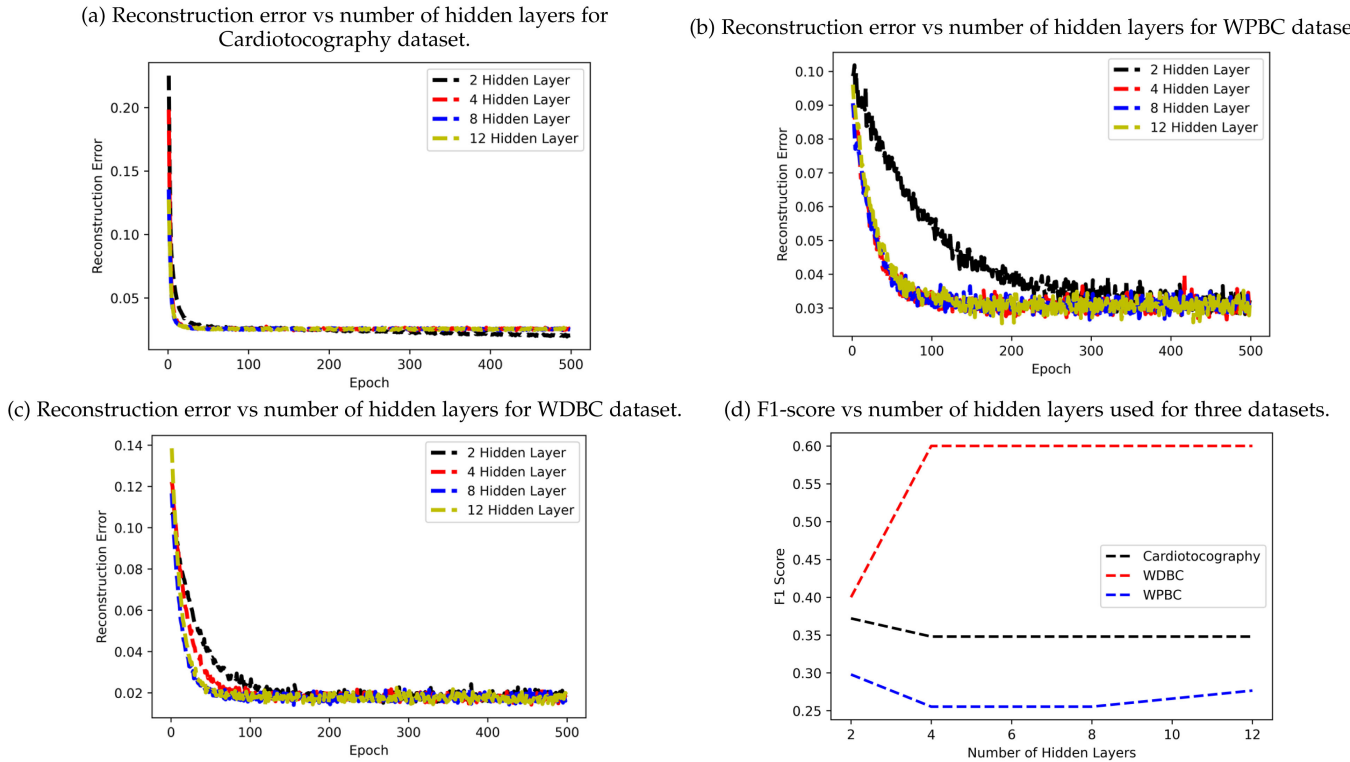 (a) Reconstruction error vs number of hidden layers for
Cardiotocography dataset.
0.20
0.15
0.10
0.05
Reconstruction Error
2 Hidden Layer
4 Hidden Layer
8 Hidden Layer
12 Hidden Layer
0 100 200 300 400 500
Epoch
(b) Reconstruction error vs number of hidden layers for WPBC datase
0.10
0.09
0.08
0.07
0.06
0.05
0.04
0.03
Reconstruction Error
2 Hidden Layer
4 Hidden Layer
8 Hidden Layer
12 Hidden Layer
0 100 200 300 400 500
Epoch
(c) Reconstruction error vs number of hidden layers for WDBC dataset.
0.14
0.12
0.10
0.08
0.06
0.04
0.02
Reconstruction Error
2 Hidden Layer
4 Hidden Layer
8 Hidden Layer
12 Hidden Layer
0 100 200 300 400 500
Epoch
(d) F1-score vs number of hidden layers used for three datasets.
0.60
0.55
0.50
0.45
0.40
0.35
0.30
0.25
F1 Score
Cardiotocography
WDBC
WPBC
2 4 6 8 10 12
Number of Hidden Layers